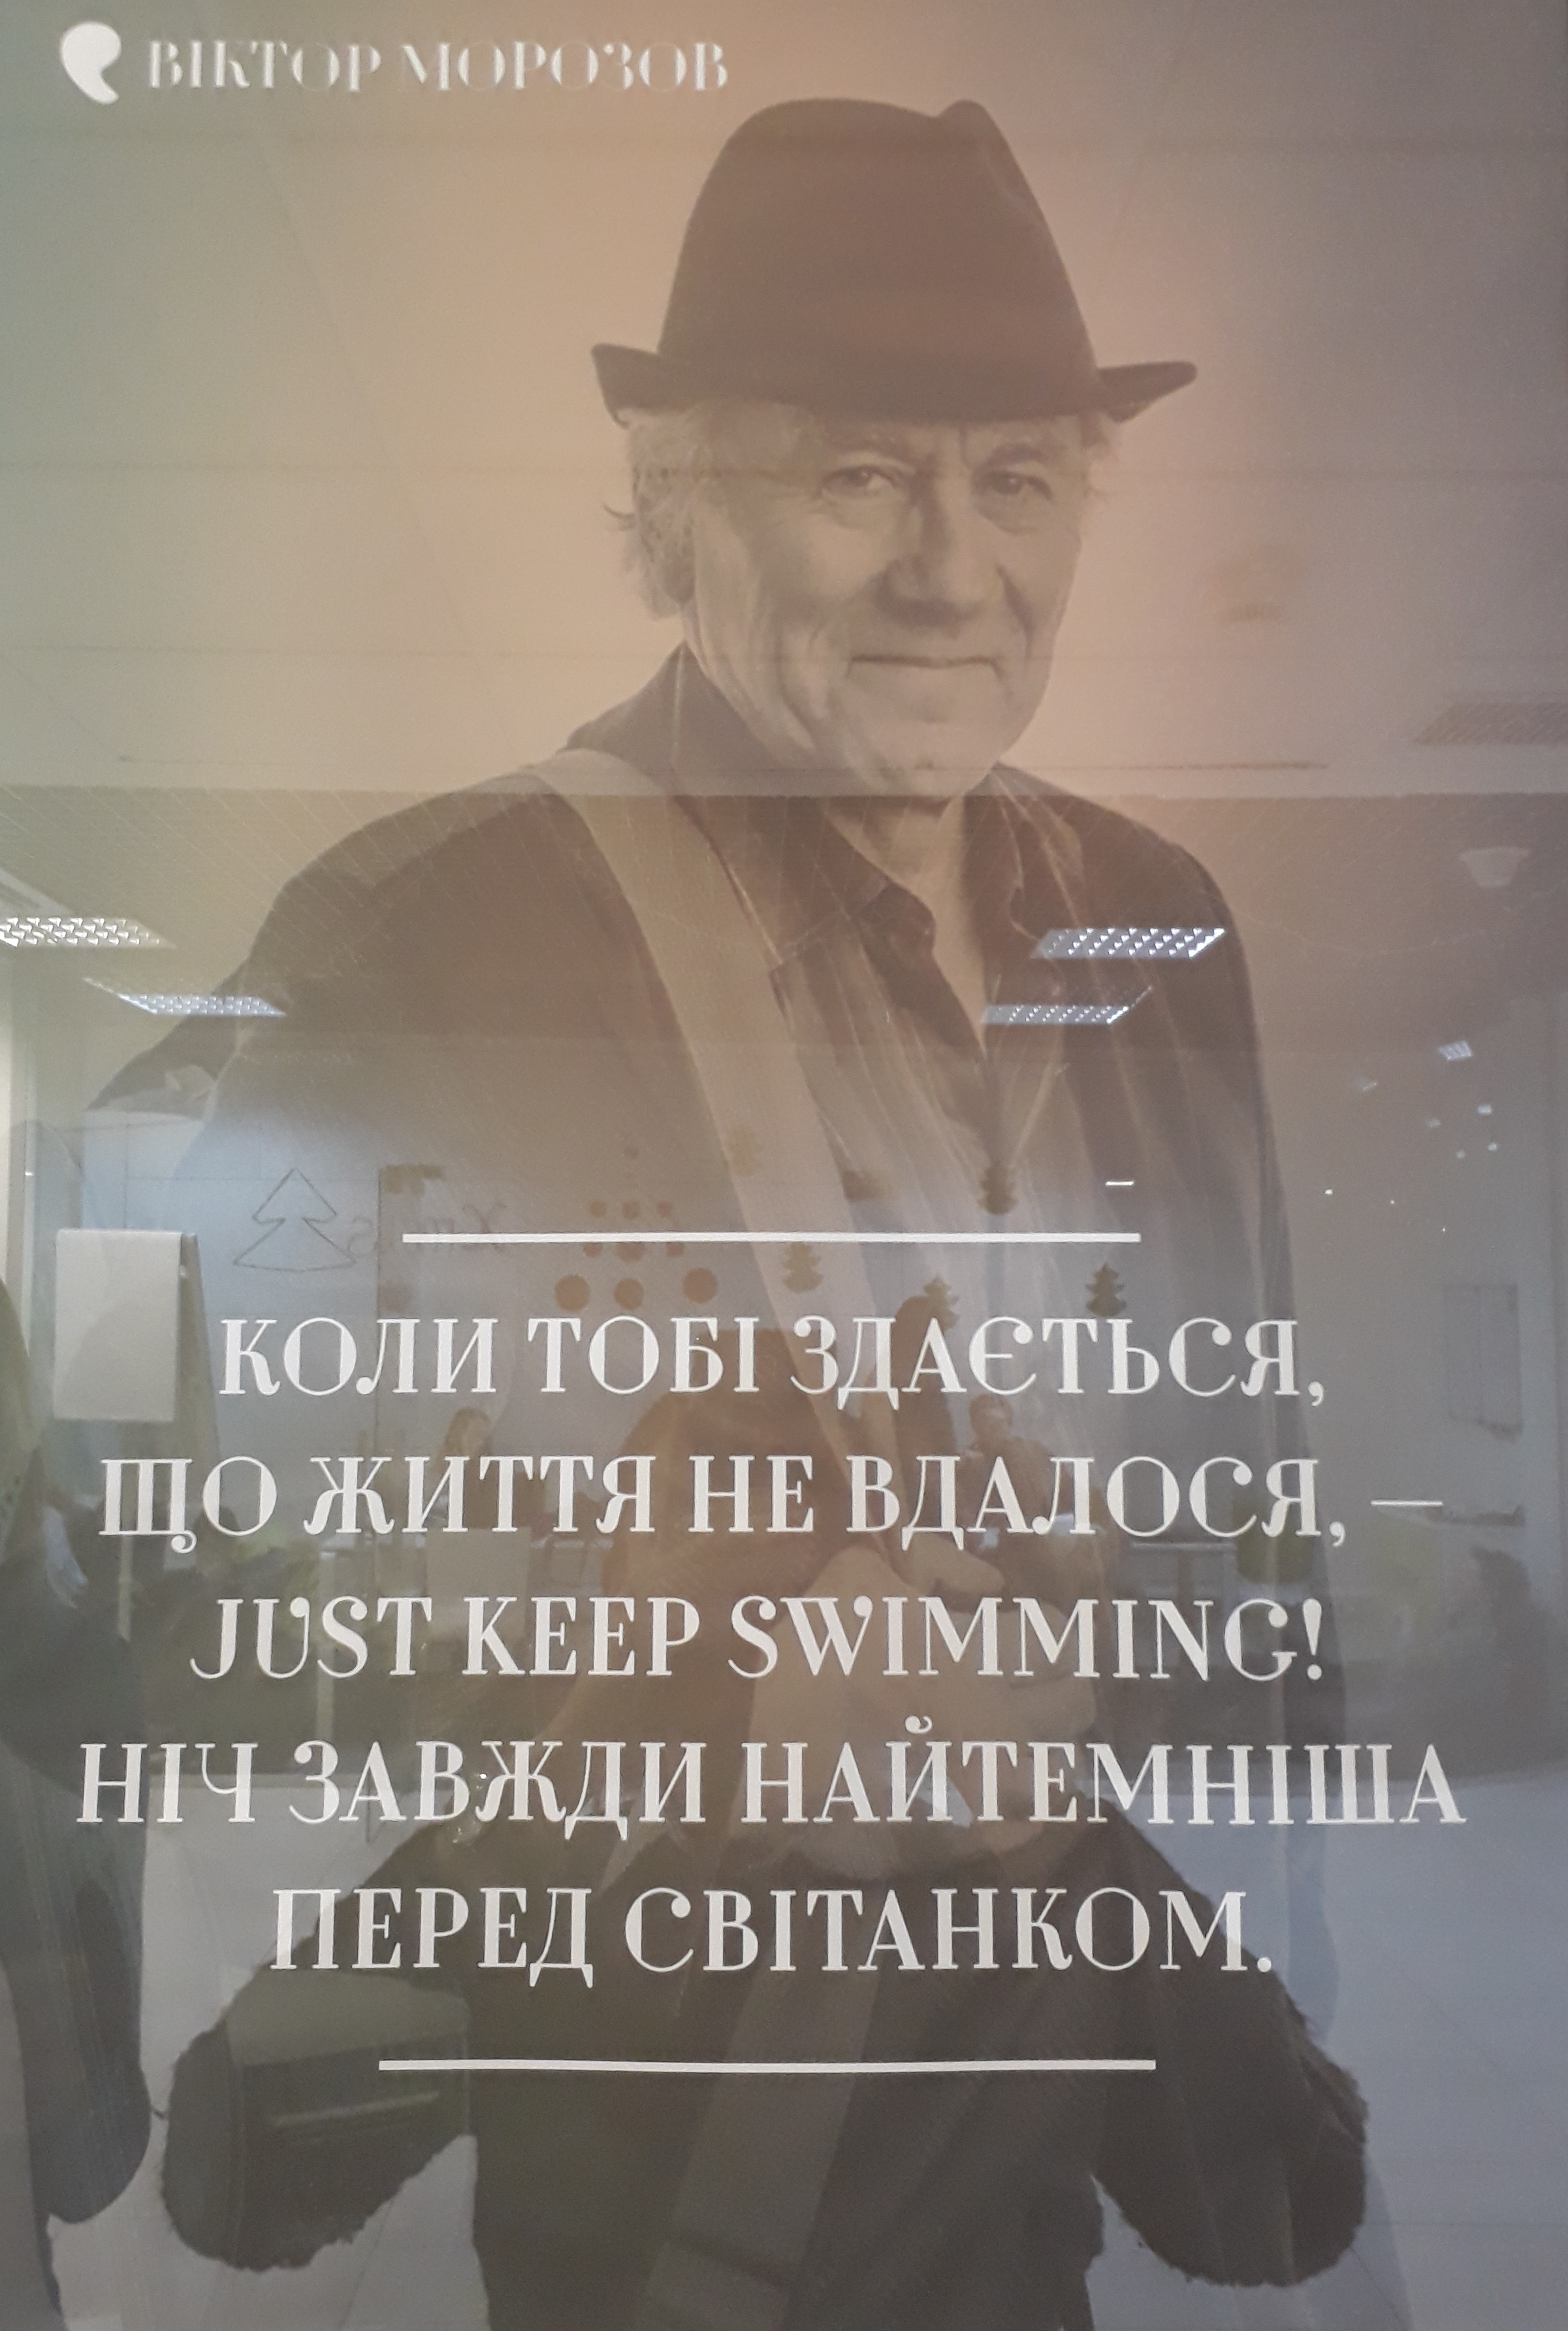 ВІКТОР МОРОЗОВ
КОЛИ ТОБІ ЗДАЄТЬСЯ,
ЩО ЖИТТЯ НЕ ВДАЛОСЯ, —
JUST KEEP SWIMMING!
НІЧ ЗАВЖДИ НАЙТЕМНІША
ПЕРЕД СВІТАНКОМ.